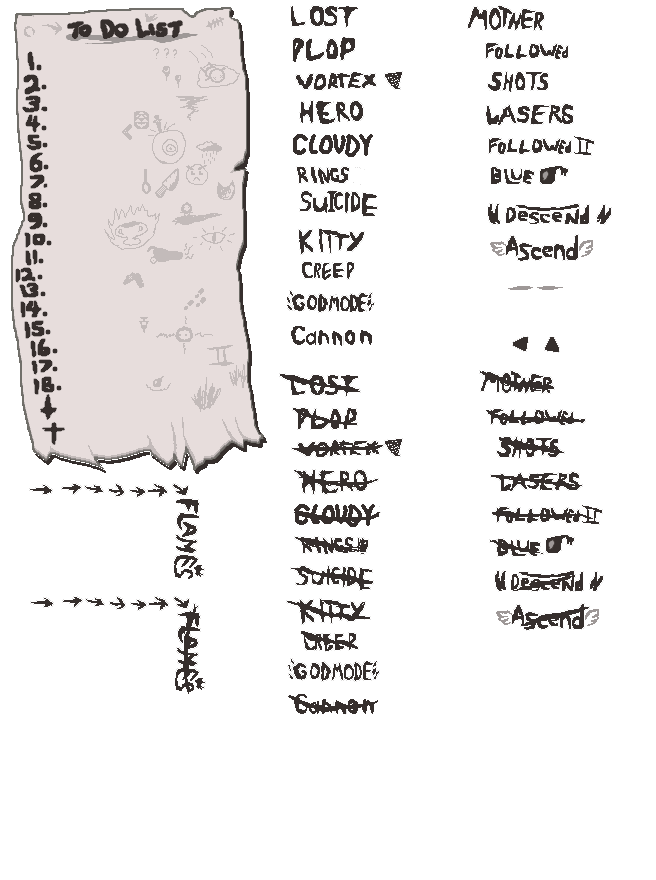 To Do List
1.
2.
3.
4.
5.
6.
7.
8.
9.
10.
11.
12.
13.
14.
15.
16.
17.
18.
FLAMES
FLAMES
LOST
PLOP
VORTEX
HERO
CLOUDY
RINGS
SUICIDE
KITTY
CREEP
GODMODE
Cannon
LOST
PLOP
VORTEX
HERO
CLOUDY
RINGS
SUICIDE
KITTY
CREEP
GODMODE
Cannon
MOTHER
FOLLOWEd
SHOTS
LASERS
FOLLOWEd II
BLUE
Descend
Ascend
MOTHER
FOLLOWEd
SHOTS
LASERS
FOLLOWEd II
BLUE
Descend
Ascend